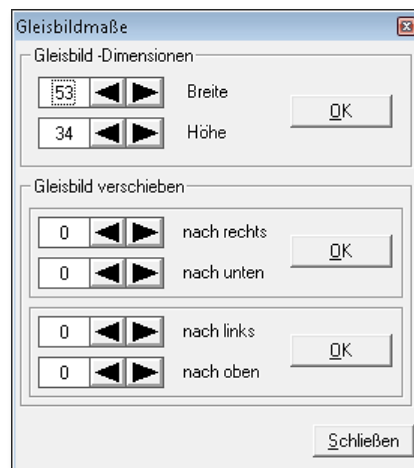 Gleisbildmaße
Gleisbild -Dimensionen
53 Breite
OK
34 Höhe
Gleisbild verschieben
0 nach rechts
OK
0 nach unten
0 nach links
OK
0 nach oben
Schließen